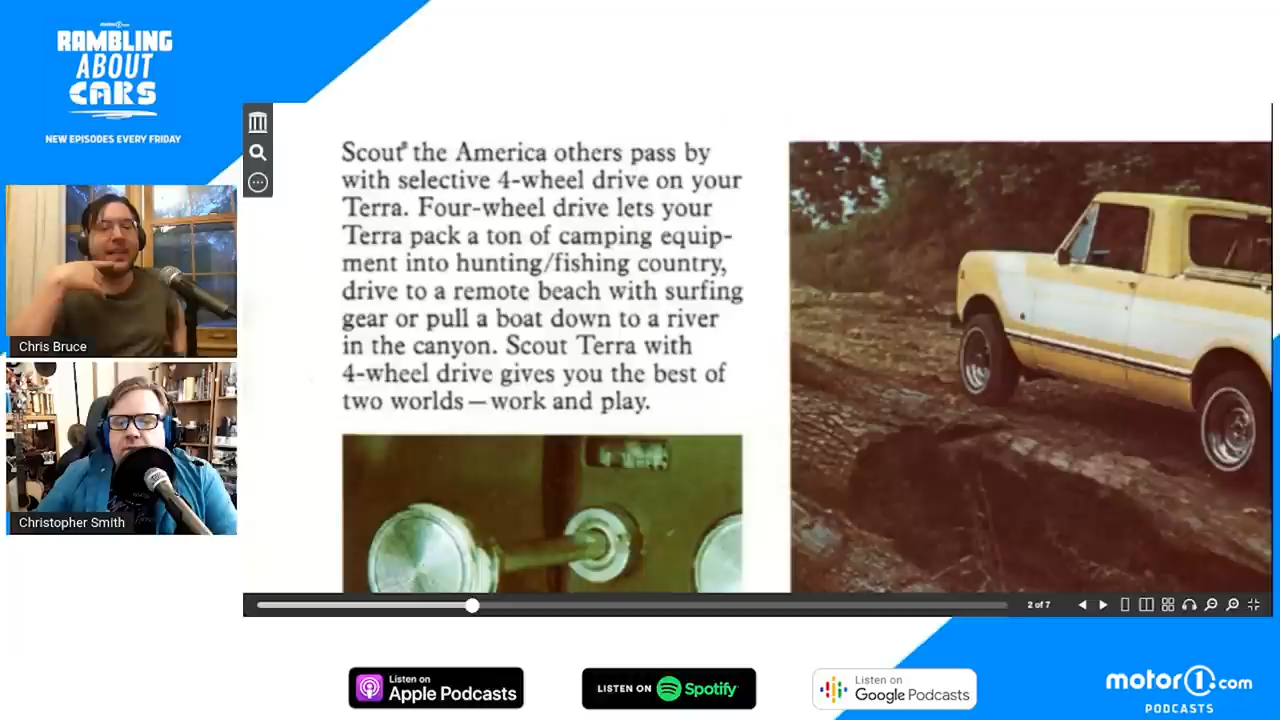 motor1.com
RAMBLING
ABOUT
CARS
NEW EPISODES EVERY FRIDAY
Chris Bruce
Christopher Smith
Scout® the America others pass by
with selective 4-wheel drive on your
Terra. Four-wheel drive lets your
Terra pack a ton of camping equip-
ment into hunting/fishing country,
drive to a remote beach with surfing
gear or pull a boat down to a river
in the canyon. Scout Terra with
4-wheel drive gives you the best of
two worlds—work and play.
2 of 7
Listen on
Apple Podcasts
LISTEN ON Spotify
Listen on
Google Podcasts
motor1.com
PODCASTS